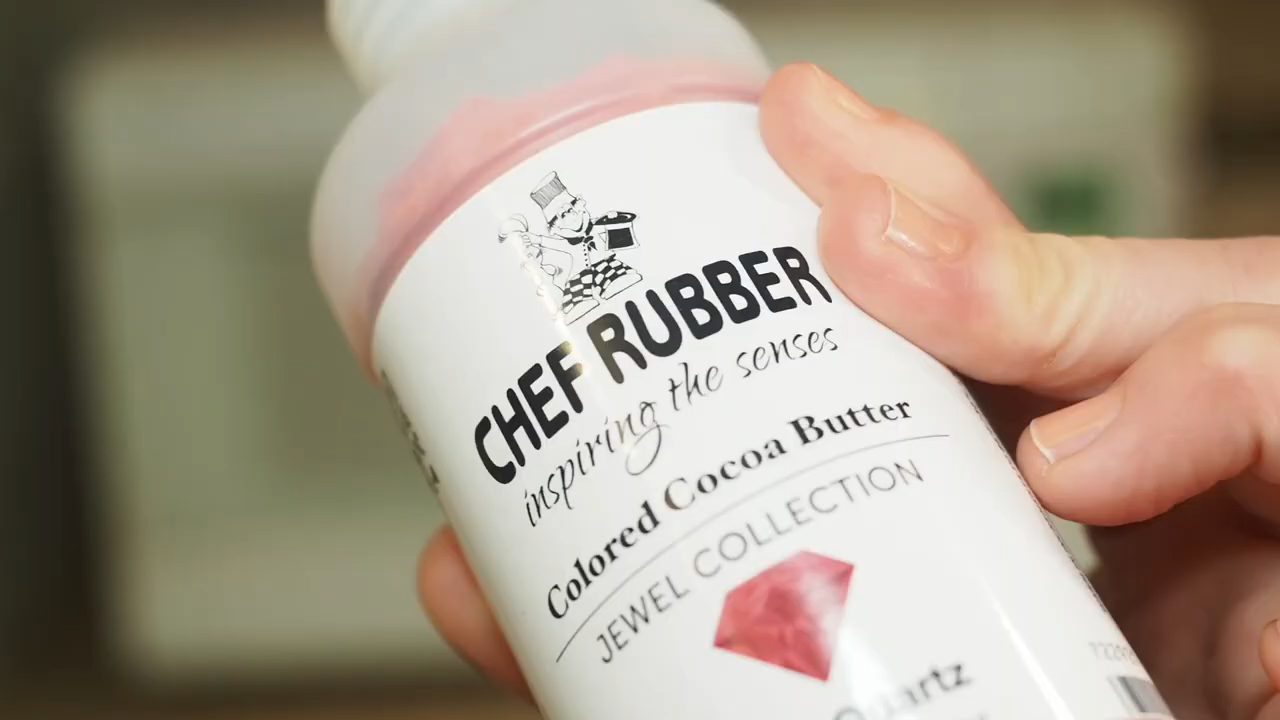 CHEF RUBBER
inspiring the senses
Colored Cocoa Butter
JEWEL COLLECTION
Quartz